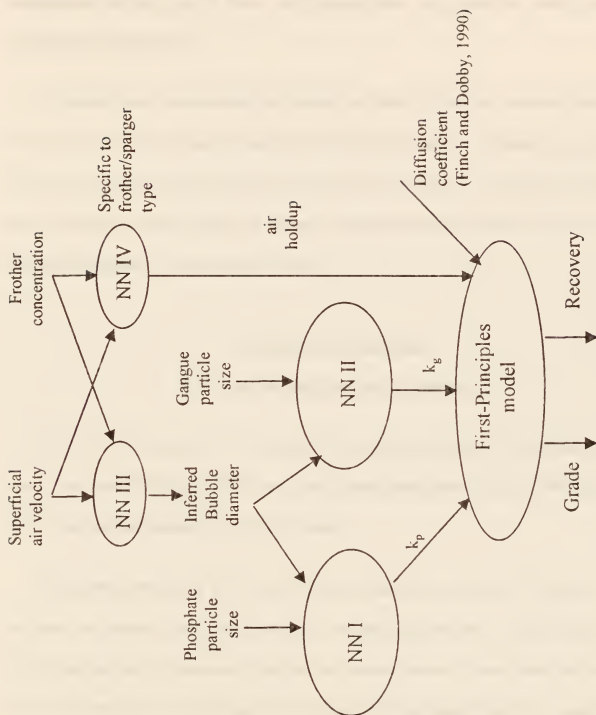 Superficial
air velocity
Frother
concentration
NN III
NN IV
Specific to
frother/sparger
type
Inferred
Bubble
diameter
Phosphate
particle
size
Gangue
particle
size
air
holdup
NN I
NN II
kp
kg
Diffusion
coefficient
(Finch and Dobby, 1990)
First-Principles
model
Grade
Recovery